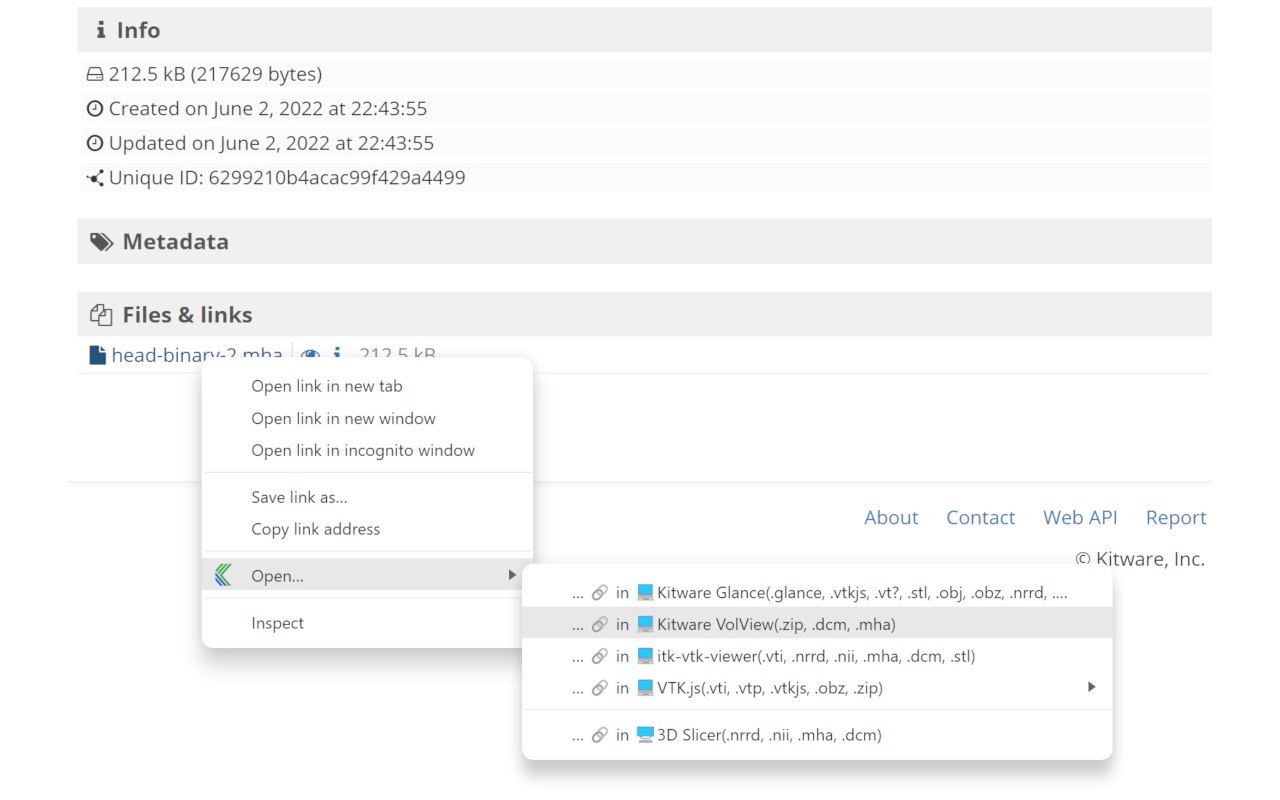 Info
212.5 kB (217629 bytes)
Created on June 2, 2022 at 22:43:55
Updated on June 2, 2022 at 22:43:55
Unique ID: 6299210b4acac99f429a4499
Metadata
Files & links
head-binary-2.mha 212.5 kB
Open link in new tab
Open link in new window
Open link in incognito window
Save link as...
Copy link address
Open...
Inspect
About Contact Web API Report
© Kitware, Inc.
... in Kitware Glance(.glance, .vtkjs, .vt?, .stl, .obj, .obz, .nrrd, ....
... in Kitware VolView(.zip, .dcm, .mha)
... in itk-vtk-viewer(.vti, .nrrd, .nii, .mha, .dcm, .stl)
... in VTK.js(.vti, .vtp, .vtkjs, .obz, .zip)
... in 3D Slicer(.nrrd, .nii, .mha, .dcm)